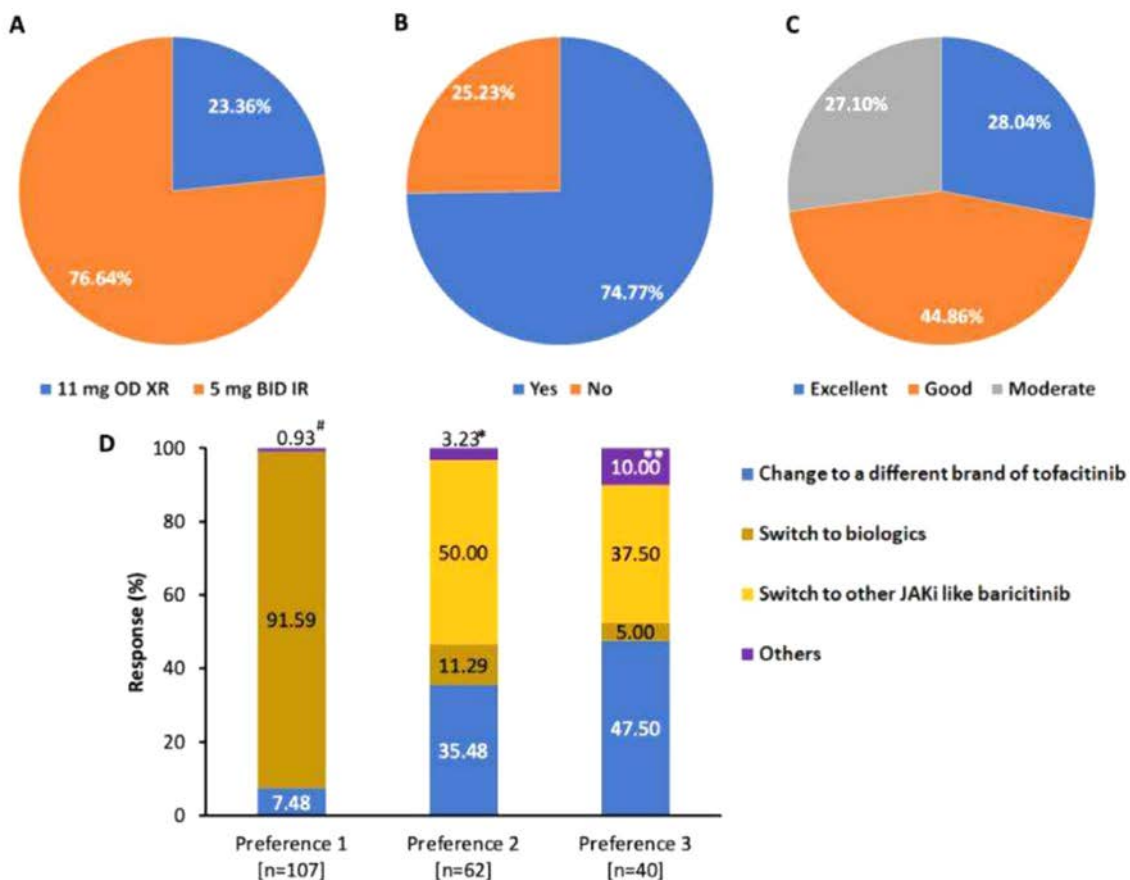 A
23.36%
76.64%
11 mg OD XR 5 mg BID IR
B
25.23%
74.77%
Yes No
C
27.10%
28.04%
44.86%
Excellent Good Moderate
D
Response (%)
100
80
60
40
20
0
0.93#
91.59
7.48
Preference 1
[n=107]
3.23*
50.00
11.29
35.48
Preference 2
[n=62]
**
10.00
37.50
5.00
47.50
Preference 3
[n=40]
Change to a different brand of tofacitinib
Switch to biologics
Switch to other JAKi like baricitinib
Others